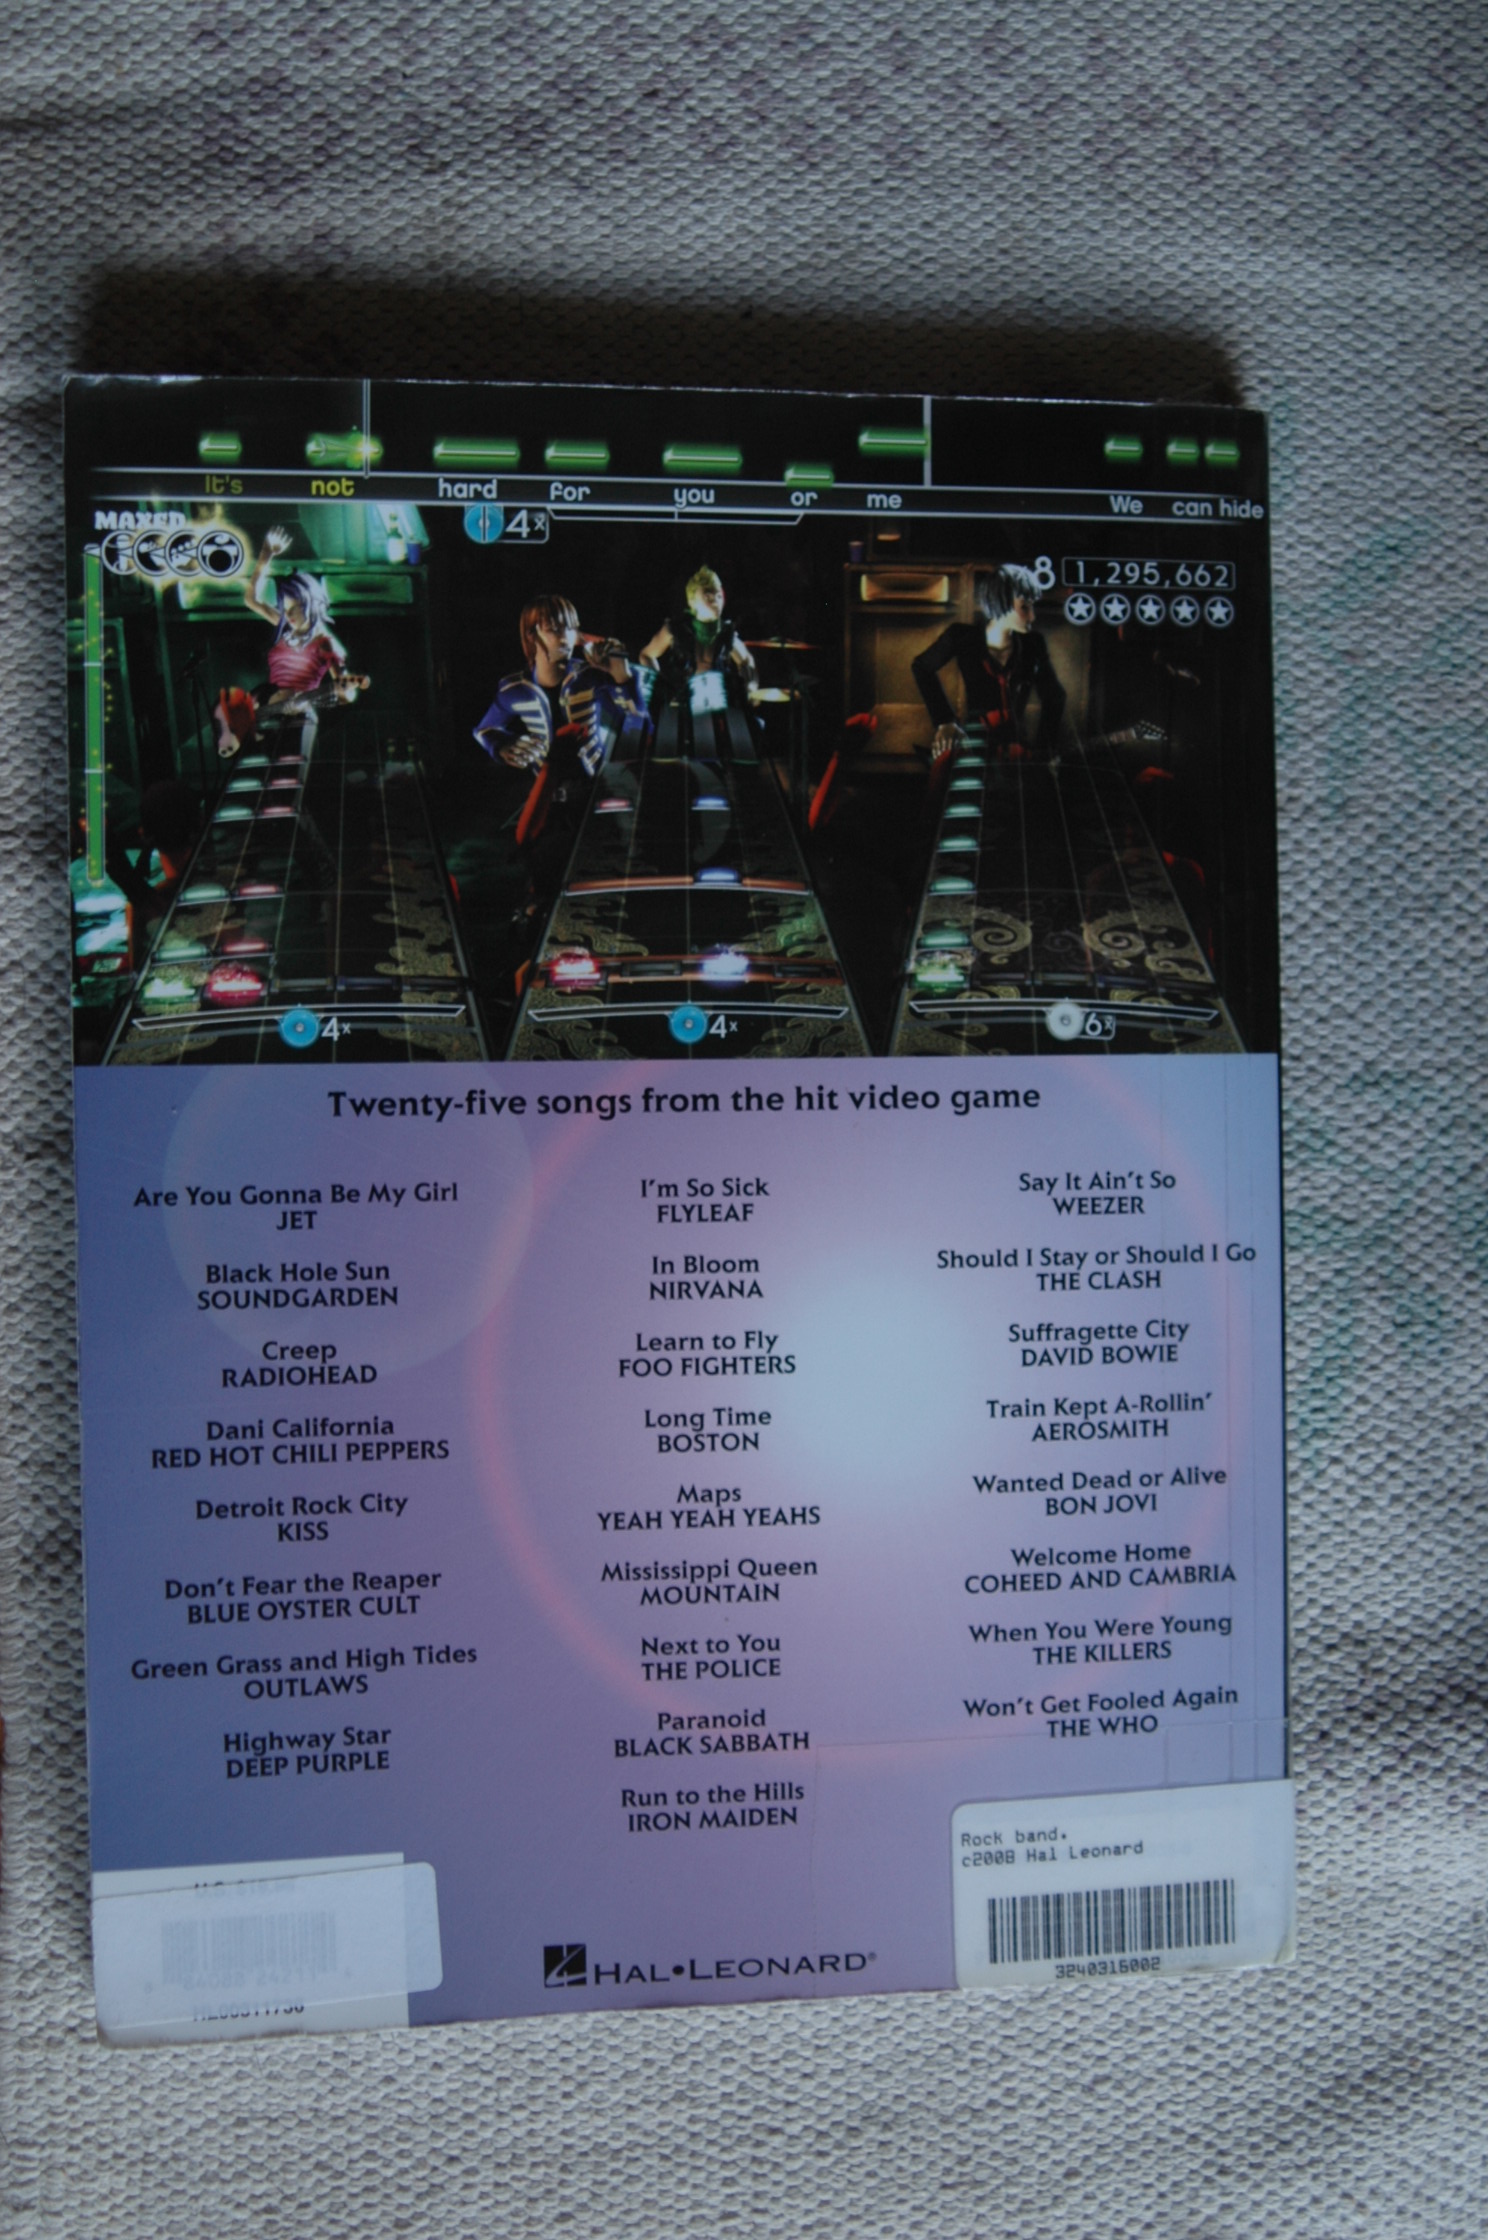 It's not hard for you or me We can hide
MAXED
4x
8 1,295,662
4x
4x
6x
Twenty-five songs from the hit video game
Are You Gonna Be My Girl
JET
Black Hole Sun
SOUNDGARDEN
Creep
RADIOHEAD
Dani California
RED HOT CHILI PEPPERS
Detroit Rock City
KISS
Don't Fear the Reaper
BLUE OYSTER CULT
Green Grass and High Tides
OUTLAWS
Highway Star
DEEP PURPLE
I'm So Sick
FLYLEAF
In Bloom
NIRVANA
Learn to Fly
FOO FIGHTERS
Long Time
BOSTON
Maps
YEAH YEAH YEAHS
Mississippi Queen
MOUNTAIN
Next to You
THE POLICE
Paranoid
BLACK SABBATH
Run to the Hills
IRON MAIDEN
Say It Ain't So
WEEZER
Should I Stay or Should I Go
THE CLASH
Suffragette City
DAVID BOWIE
Train Kept A-Rollin'
AEROSMITH
Wanted Dead or Alive
BON JOVI
Welcome Home
COHEED AND CAMBRIA
When You Were Young
THE KILLERS
Won't Get Fooled Again
THE WHO
Rock band.
c2008 Hal Leonard
3240316002
HAL•LEONARD®